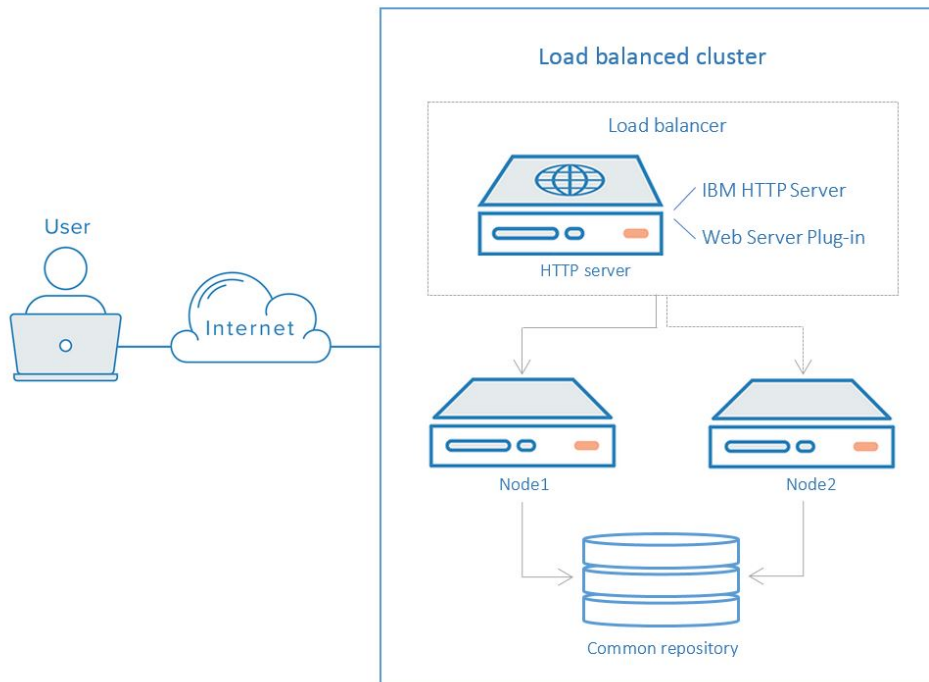 Load balanced cluster
Load balancer
IBM HTTP Server
Web Server Plug-in
HTTP server
User
Internet
Node1
Node2
Common repository